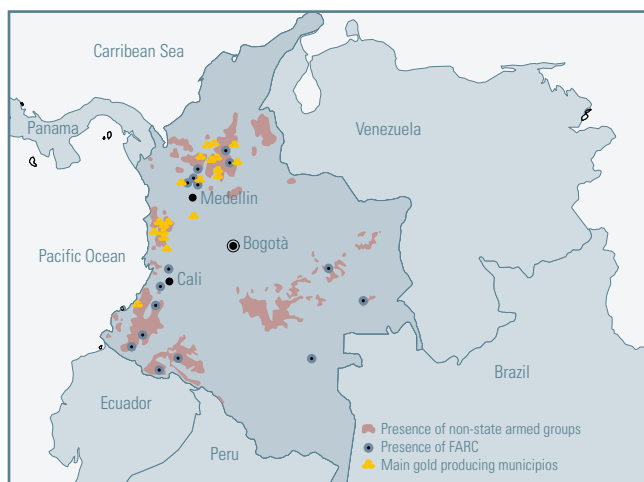 Carribean Sea
Panama
Venezuela
Medellin
Pacific Ocean
Bogotà
Cali
Brazil
Ecuador
Peru
Presence of non-state armed groups
Presence of FARC
Main gold producing municipios